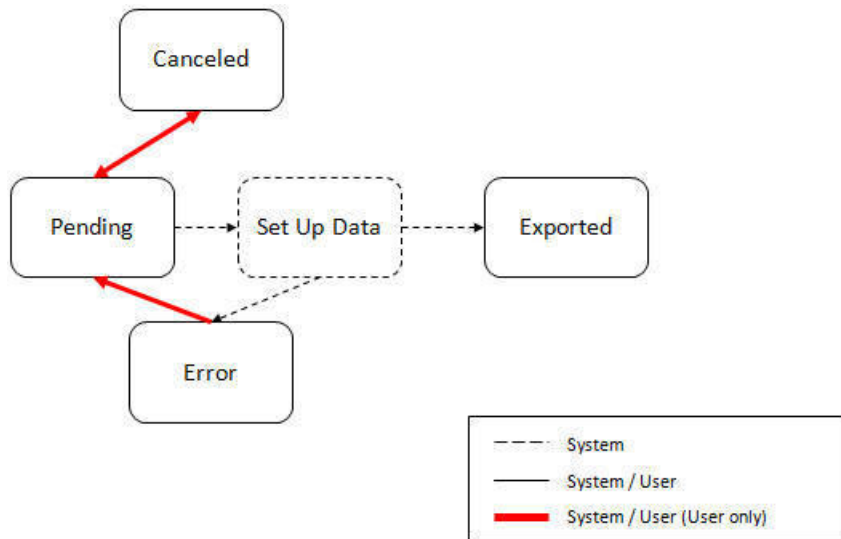 Canceled
Pending
Set Up Data
Exported
Error
System
System / User
System / User (User only)